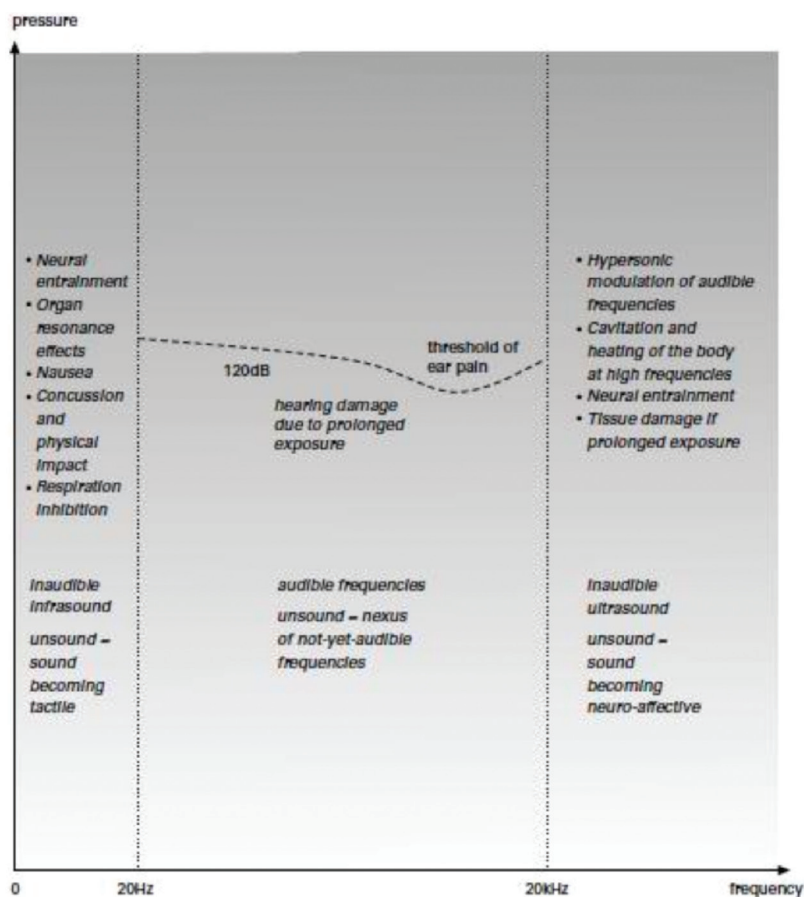 pressure
• Neural
entrainment
• Organ
resonance
effects
• Nausea
• Concussion
and
physical
impact
• Respiration
inhibition
120dB
threshold of
ear pain
hearing damage
due to prolonged
exposure
• Hypersonic
modulation of audible
frequencies
• Cavitation and
heating of the body
at high frequencies
• Neural entrainment
• Tissue damage if
prolonged exposure
inaudible
infrasound
unsound –
sound
becoming
tactile
audible frequencies
unsound – nexus
of not-yet-audible
frequencies
inaudible
ultrasound
unsound –
sound
becoming
neuro-affective
0
20Hz
20kHz
frequency